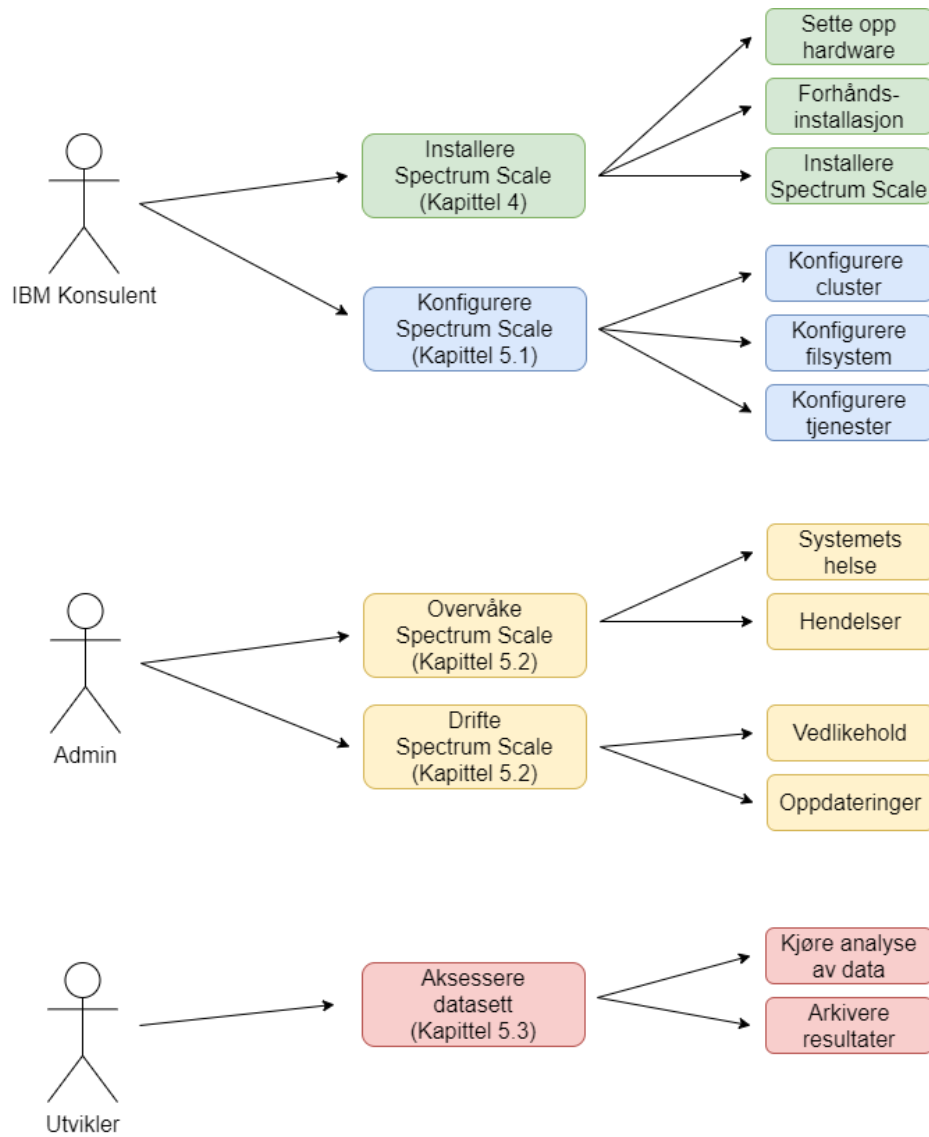 Sette opp
hardware
Forhånds-
installasjon
Installere
Spectrum Scale
Installere
Spectrum Scale
(Kapittel 4)
IBM Konsulent
Konfigurere
Spectrum Scale
(Kapittel 5.1)
Konfigurere
cluster
Konfigurere
filsystem
Konfigurere
tjenester
Admin
Overvåke
Spectrum Scale
(Kapittel 5.2)
Systemets
helse
Hendelser
Drifte
Spectrum Scale
(Kapittel 5.2)
Vedlikehold
Oppdateringer
Utvikler
Aksessere
datasett
(Kapittel 5.3)
Kjøre analyse
av data
Arkivere
resultater